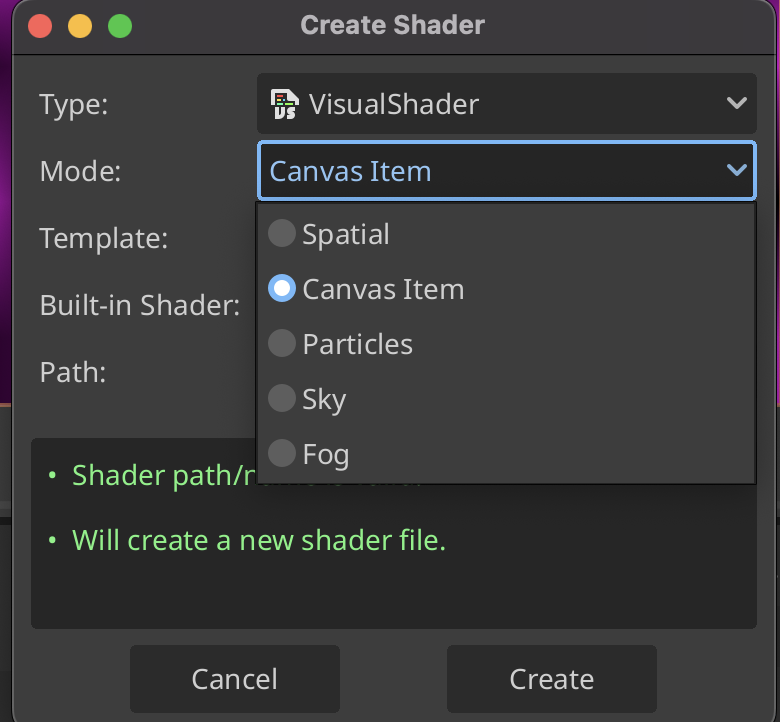 Create Shader
Type:
VS VisualShader
Mode:
Canvas Item
Spatial
Template:
Canvas Item
Built-in Shader:
Particles
Path:
Sky
Fog
• Shader path/
• Will create a new shader file.
Cancel
Create